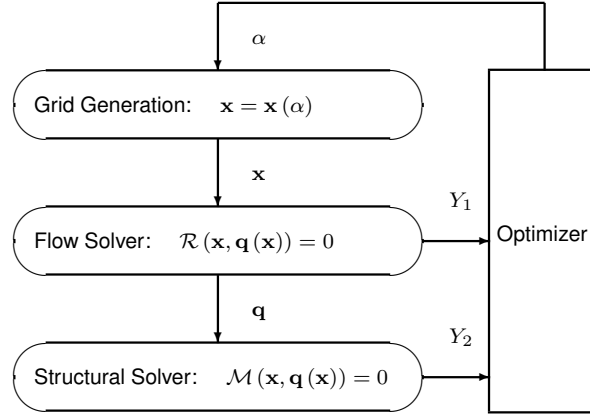 α
Grid Generation: x = x (α)
x
Y₁
Flow Solver: ℛ (x, q (x)) = 0
Optimizer
q
Y₂
Structural Solver: ℳ (x, q (x)) = 0